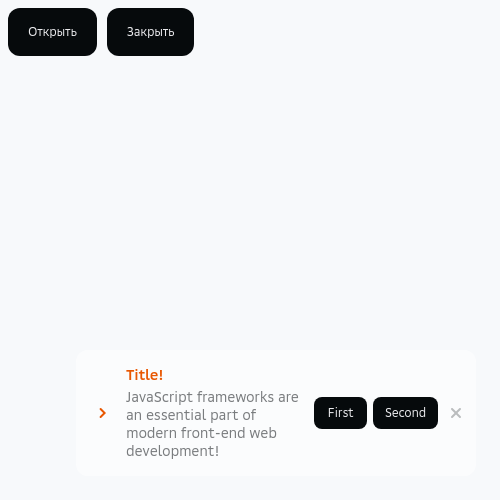 Открыть Закрыть
Title!
JavaScript frameworks are
an essential part of
modern front-end web
development!
First Second